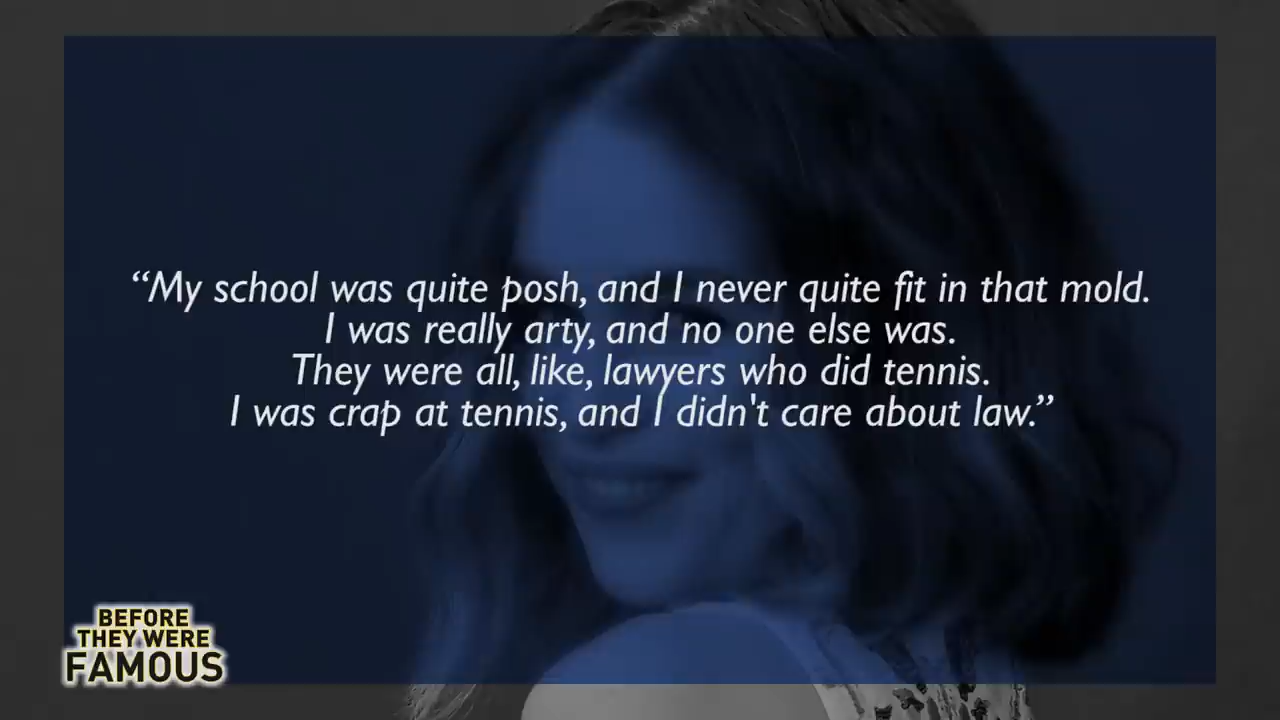 “My school was quite posh, and I never quite fit in that mold.
I was really arty, and no one else was.
They were all, like, lawyers who did tennis.
I was crap at tennis, and I didn't care about law.”
BEFORE
THEY WERE
FAMOUS